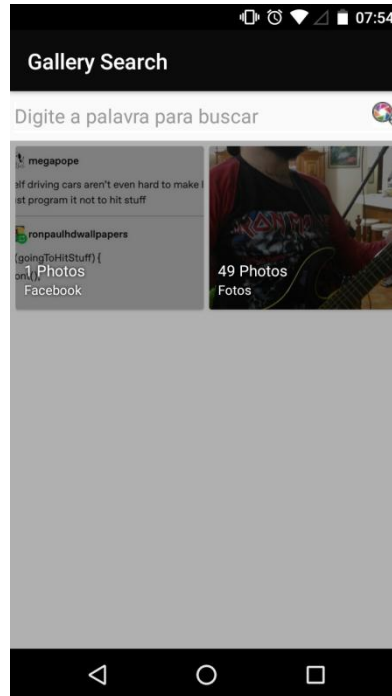 07:54
Gallery Search
Digite a palavra para buscar
megapope
elf driving cars aren't even hard to make l
st program it not to hit stuff
ronpaulhdwallpapers
(goingToHitStuff) {
1 Photos
Facebook
49 Photos
Fotos